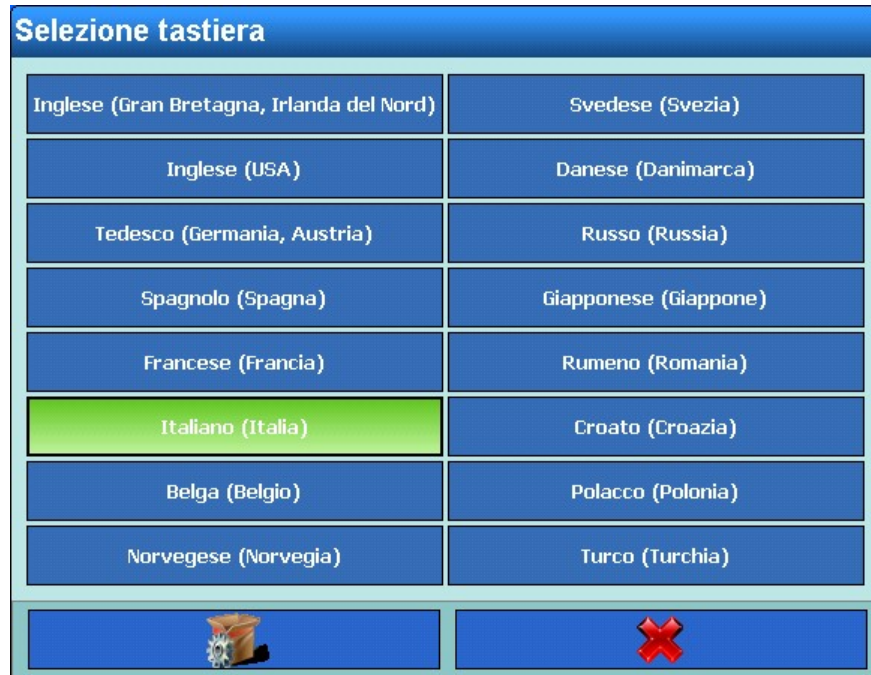 Selezione tastiera
Inglese (Gran Bretagna, Irlanda del Nord)
Svedese (Svezia)
Inglese (USA)
Danese (Danimarca)
Tedesco (Germania, Austria)
Russo (Russia)
Spagnolo (Spagna)
Giapponese (Giappone)
Francese (Francia)
Rumeno (Romania)
Italiano (Italia)
Croato (Croazia)
Belga (Belgio)
Polacco (Polonia)
Norvegese (Norvegia)
Turco (Turchia)